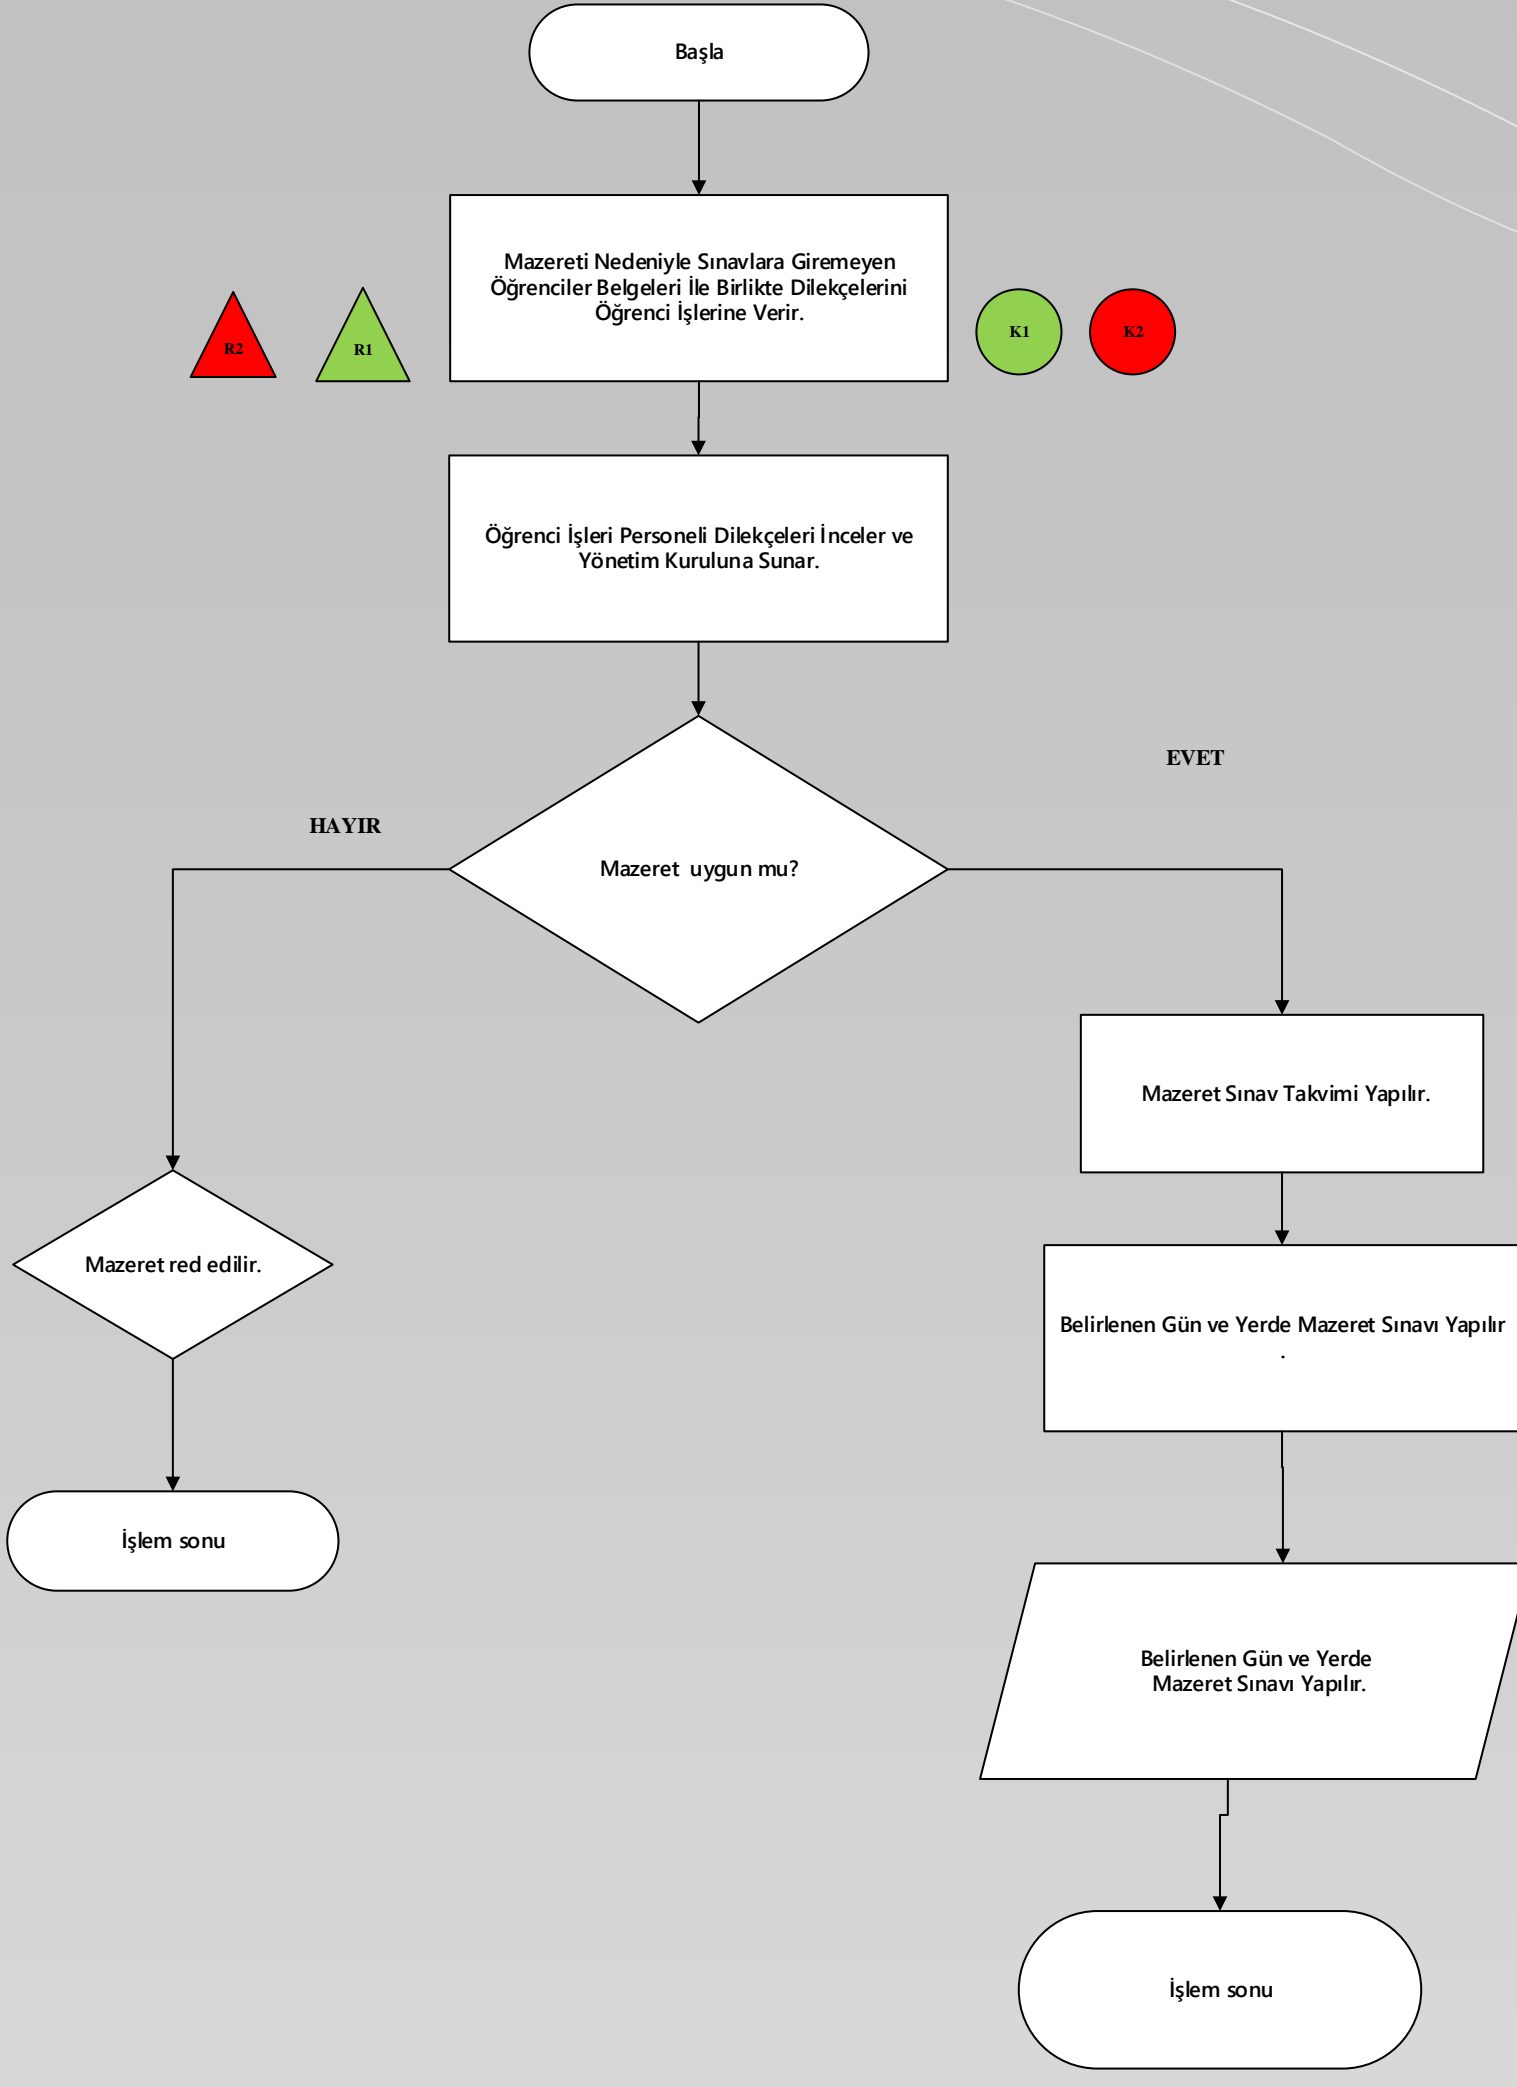 Başla
Mazereti Nedeniyle Sınavlara Giremeyen
Öğrenciler Belgeleri İle Birlikte Dilekçelerini
Öğrenci İşlerine Verir.
R2
R1
K1
K2
Öğrenci İşleri Personeli Dilekçeleri İnceler ve
Yönetim Kuruluna Sunar.
EVET
HAYIR
Mazeret uygun mu?
Mazeret Sınav Takvimi Yapılır.
Mazeret red edilir.
Belirlenen Gün ve Yerde Mazeret Sınavı Yapılır
.
İşlem sonu
Belirlenen Gün ve Yerde
Mazeret Sınavı Yapılır.
İşlem sonu